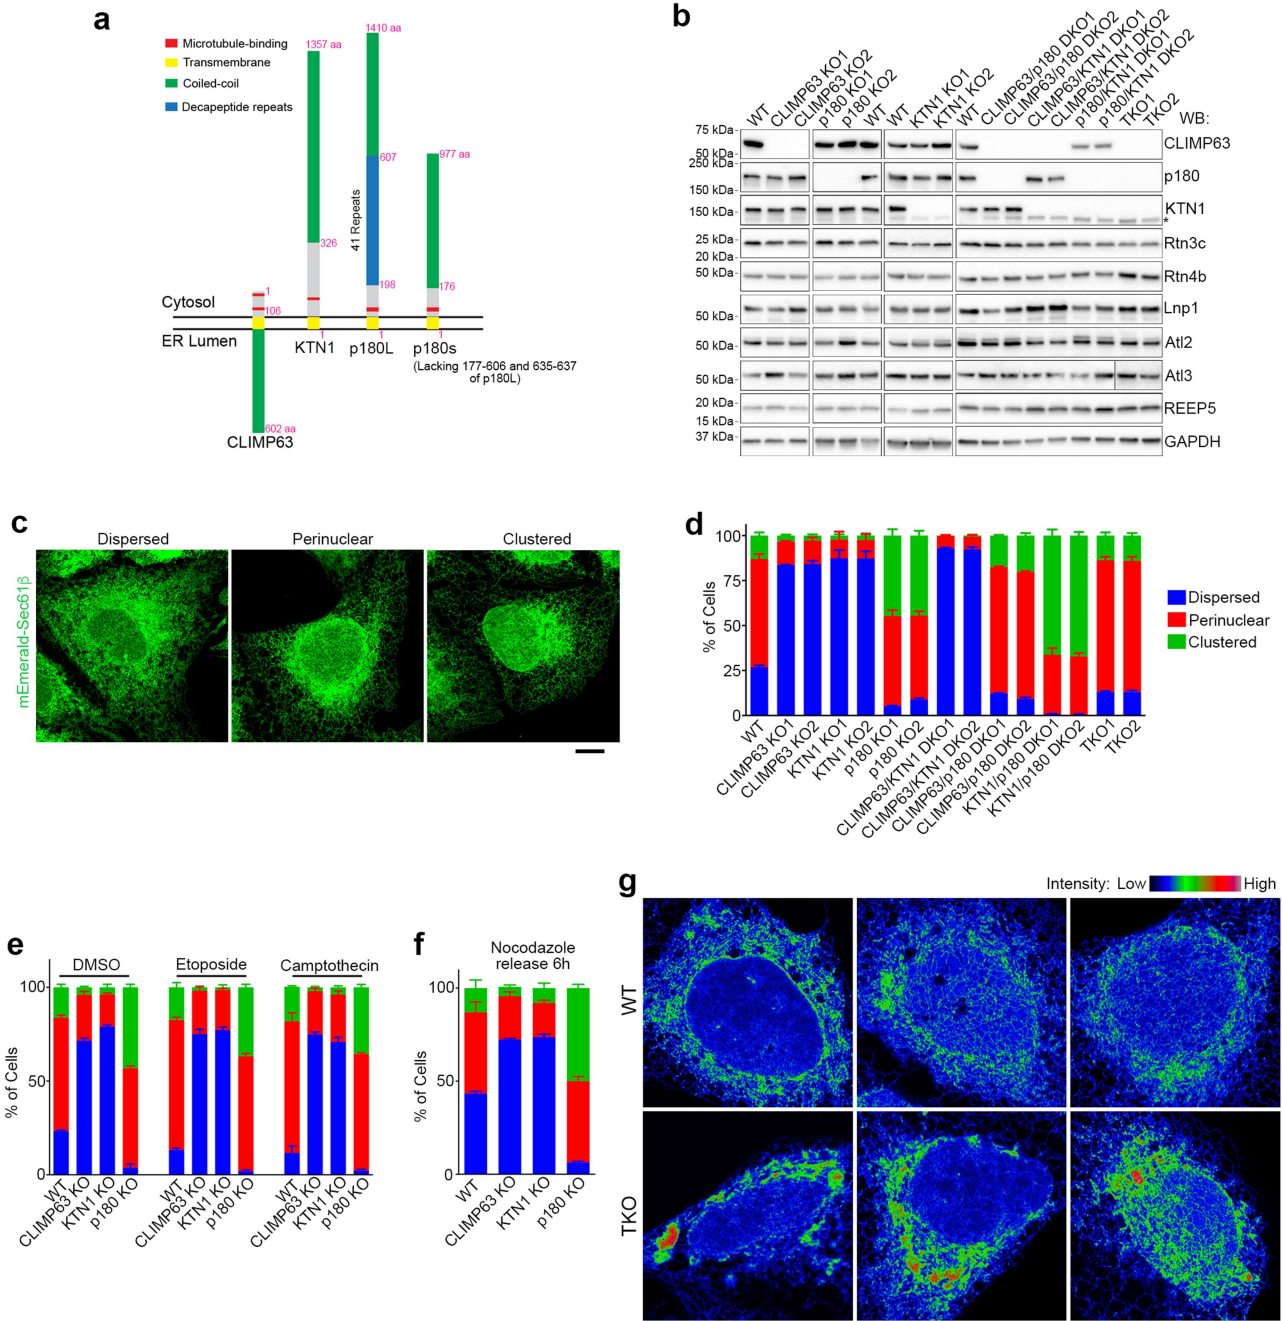 a
Microtubule-binding
Transmembrane
Coiled-coil
Decapeptide repeats
1357 aa
1410 aa
607
977 aa
41 Repeats
326
198
176
1
106
Cytosol
ER Lumen
1
1
1
KTN1
p180L
p180s
(Lacking 177-606 and 635-637
of p180L)
602 aa
CLIMP63
b
WT
CLIMP63 KO1
CLIMP63 KO2
p180 KO1
p180 KO2
WT
WT
KTN1 KO1
KTN1 KO2
WT
CLIMP63/p180 DKO1
CLIMP63/p180 DKO2
CLIMP63/KTN1 DKO1
CLIMP63/KTN1 DKO2
p180/KTN1 DKO1
p180/KTN1 DKO2
TKO1
TKO2
WB:
75 kDa
50 kDa
CLIMP63
250 kDa
150 kDa
p180
150 kDa
KTN1
*
25 kDa
20 kDa
Rtn3c
50 kDa
Rtn4b
50 kDa
Lnp1
50 kDa
Atl2
50 kDa
Atl3
20 kDa
15 kDa
REEP5
37 kDa
GAPDH
c
Dispersed
Perinuclear
Clustered
mEmerald-Sec61β
d
% of Cells
100
75
50
25
0
Dispersed
Perinuclear
Clustered
WT
CLIMP63 KO1
CLIMP63 KO2
KTN1 KO1
KTN1 KO2
p180 KO1
p180 KO2
CLIMP63/KTN1 DKO1
CLIMP63/KTN1 DKO2
CLIMP63/p180 DKO1
CLIMP63/p180 DKO2
KTN1/p180 DKO1
KTN1/p180 DKO2
TKO1
TKO2
e
DMSO
Etoposide
Camptothecin
% of Cells
100
50
0
WT
CLIMP63 KO
KTN1 KO
p180 KO
WT
CLIMP63 KO
KTN1 KO
p180 KO
WT
CLIMP63 KO
KTN1 KO
p180 KO
f
Nocodazole
release 6h
% of Cells
100
50
0
WT
CLIMP63 KO
KTN1 KO
p180 KO
g
Intensity: Low
High
WT
TKO